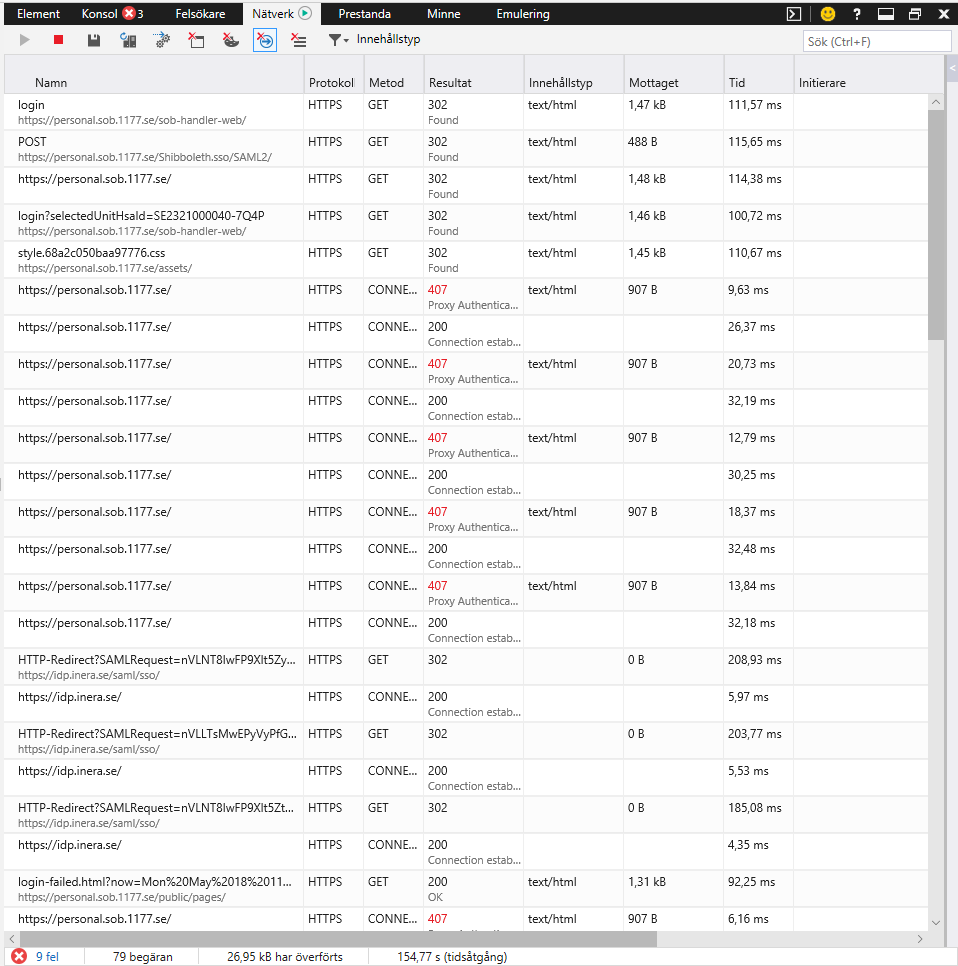 Element Konsol 3 Felsökare Nätverk Prestanda Minne Emulering ?
Innehållstyp Sök (Ctrl+F)
Namn Protokoll Metod Resultat Innehållstyp Mottaget Tid Initierare
login HTTPS GET 302 text/html 1,47 kB 111,57 ms
https://personal.sob.1177.se/sob-handler-web/ Found
POST HTTPS GET 302 text/html 488 B 115,65 ms
https://personal.sob.1177.se/Shibboleth.sso/SAML2/ Found
https://personal.sob.1177.se/ HTTPS GET 302 text/html 1,48 kB 114,38 ms
Found
login?selectedUnitHsaId=SE2321000040-7Q4P HTTPS GET 302 text/html 1,46 kB 100,72 ms
https://personal.sob.1177.se/sob-handler-web/ Found
style.68a2c050baa97776.css HTTPS GET 302 text/html 1,45 kB 110,67 ms
https://personal.sob.1177.se/assets/ Found
https://personal.sob.1177.se/ HTTPS CONNE... 407 text/html 907 B 9,63 ms
Proxy Authentica...
https://personal.sob.1177.se/ HTTPS CONNE... 200 26,37 ms
Connection estab...
https://personal.sob.1177.se/ HTTPS CONNE... 407 text/html 907 B 20,73 ms
Proxy Authentica...
https://personal.sob.1177.se/ HTTPS CONNE... 200 32,19 ms
Connection estab...
https://personal.sob.1177.se/ HTTPS CONNE... 407 text/html 907 B 12,79 ms
Proxy Authentica...
https://personal.sob.1177.se/ HTTPS CONNE... 200 30,25 ms
Connection estab...
https://personal.sob.1177.se/ HTTPS CONNE... 407 text/html 907 B 18,37 ms
Proxy Authentica...
https://personal.sob.1177.se/ HTTPS CONNE... 200 32,48 ms
Connection estab...
https://personal.sob.1177.se/ HTTPS CONNE... 407 text/html 907 B 13,84 ms
Proxy Authentica...
https://personal.sob.1177.se/ HTTPS CONNE... 200 32,18 ms
Connection estab...
HTTP-Redirect?SAMLRequest=nVLNT8IwFP9XIt5Zy... HTTPS GET 302 0 B 208,93 ms
https://idp.inera.se/saml/sso/
https://idp.inera.se/ HTTPS CONNE... 200 5,97 ms
Connection estab...
HTTP-Redirect?SAMLRequest=nVLLTsMwEPyVyPfG... HTTPS GET 302 0 B 203,77 ms
https://idp.inera.se/saml/sso/
https://idp.inera.se/ HTTPS CONNE... 200 5,53 ms
Connection estab...
HTTP-Redirect?SAMLRequest=nVLNT8IwFP9XIt5Zt... HTTPS GET 302 0 B 185,08 ms
https://idp.inera.se/saml/sso/
https://idp.inera.se/ HTTPS CONNE... 200 4,35 ms
Connection estab...
login-failed.html?now=Mon%20May%2018%2011... HTTPS GET 200 text/html 1,31 kB 92,25 ms
https://personal.sob.1177.se/public/pages/ OK
https://personal.sob.1177.se/ HTTPS CONNE... 407 text/html 907 B 6,16 ms
9 fel 79 begäran 26,95 kB har överförts 154,77 s (tidsåtgång)